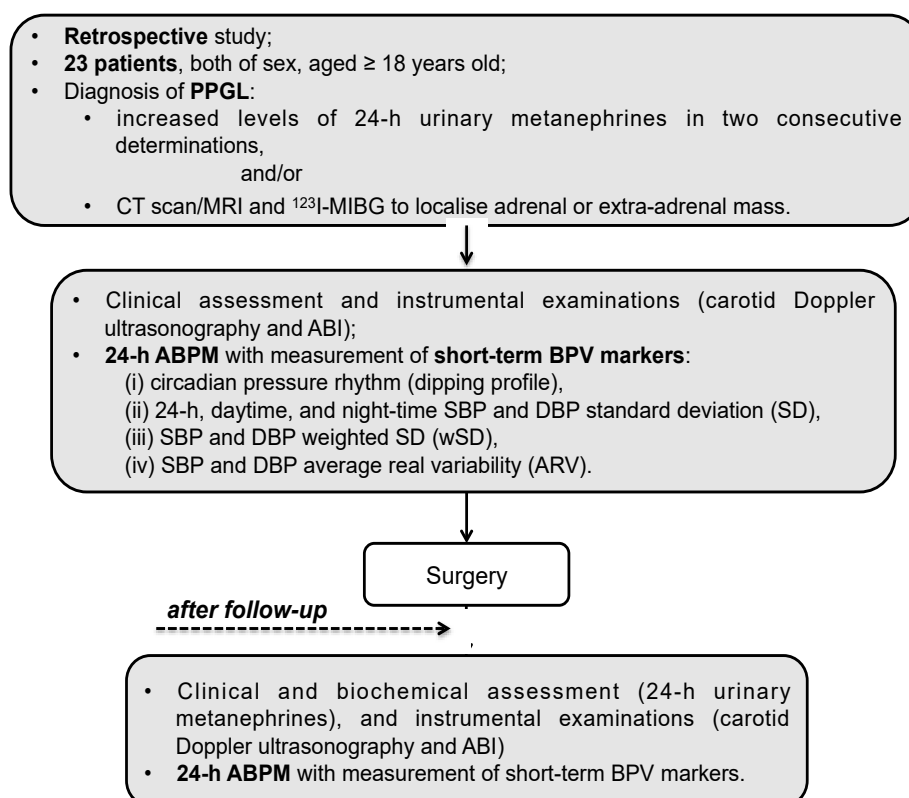 • Retrospective study;
• 23 patients, both of sex, aged ≥ 18 years old;
• Diagnosis of PPGL:
• increased levels of 24-h urinary metanephrines in two consecutive
determinations,
and/or
• CT scan/MRI and ¹²³I-MIBG to localise adrenal or extra-adrenal mass.
• Clinical assessment and instrumental examinations (carotid Doppler
ultrasonography and ABI);
• 24-h ABPM with measurement of short-term BPV markers:
(i) circadian pressure rhythm (dipping profile),
(ii) 24-h, daytime, and night-time SBP and DBP standard deviation (SD),
(iii) SBP and DBP weighted SD (wSD),
(iv) SBP and DBP average real variability (ARV).
Surgery
after follow-up
• Clinical and biochemical assessment (24-h urinary
metanephrines), and instrumental examinations (carotid
Doppler ultrasonography and ABI)
• 24-h ABPM with measurement of short-term BPV markers.